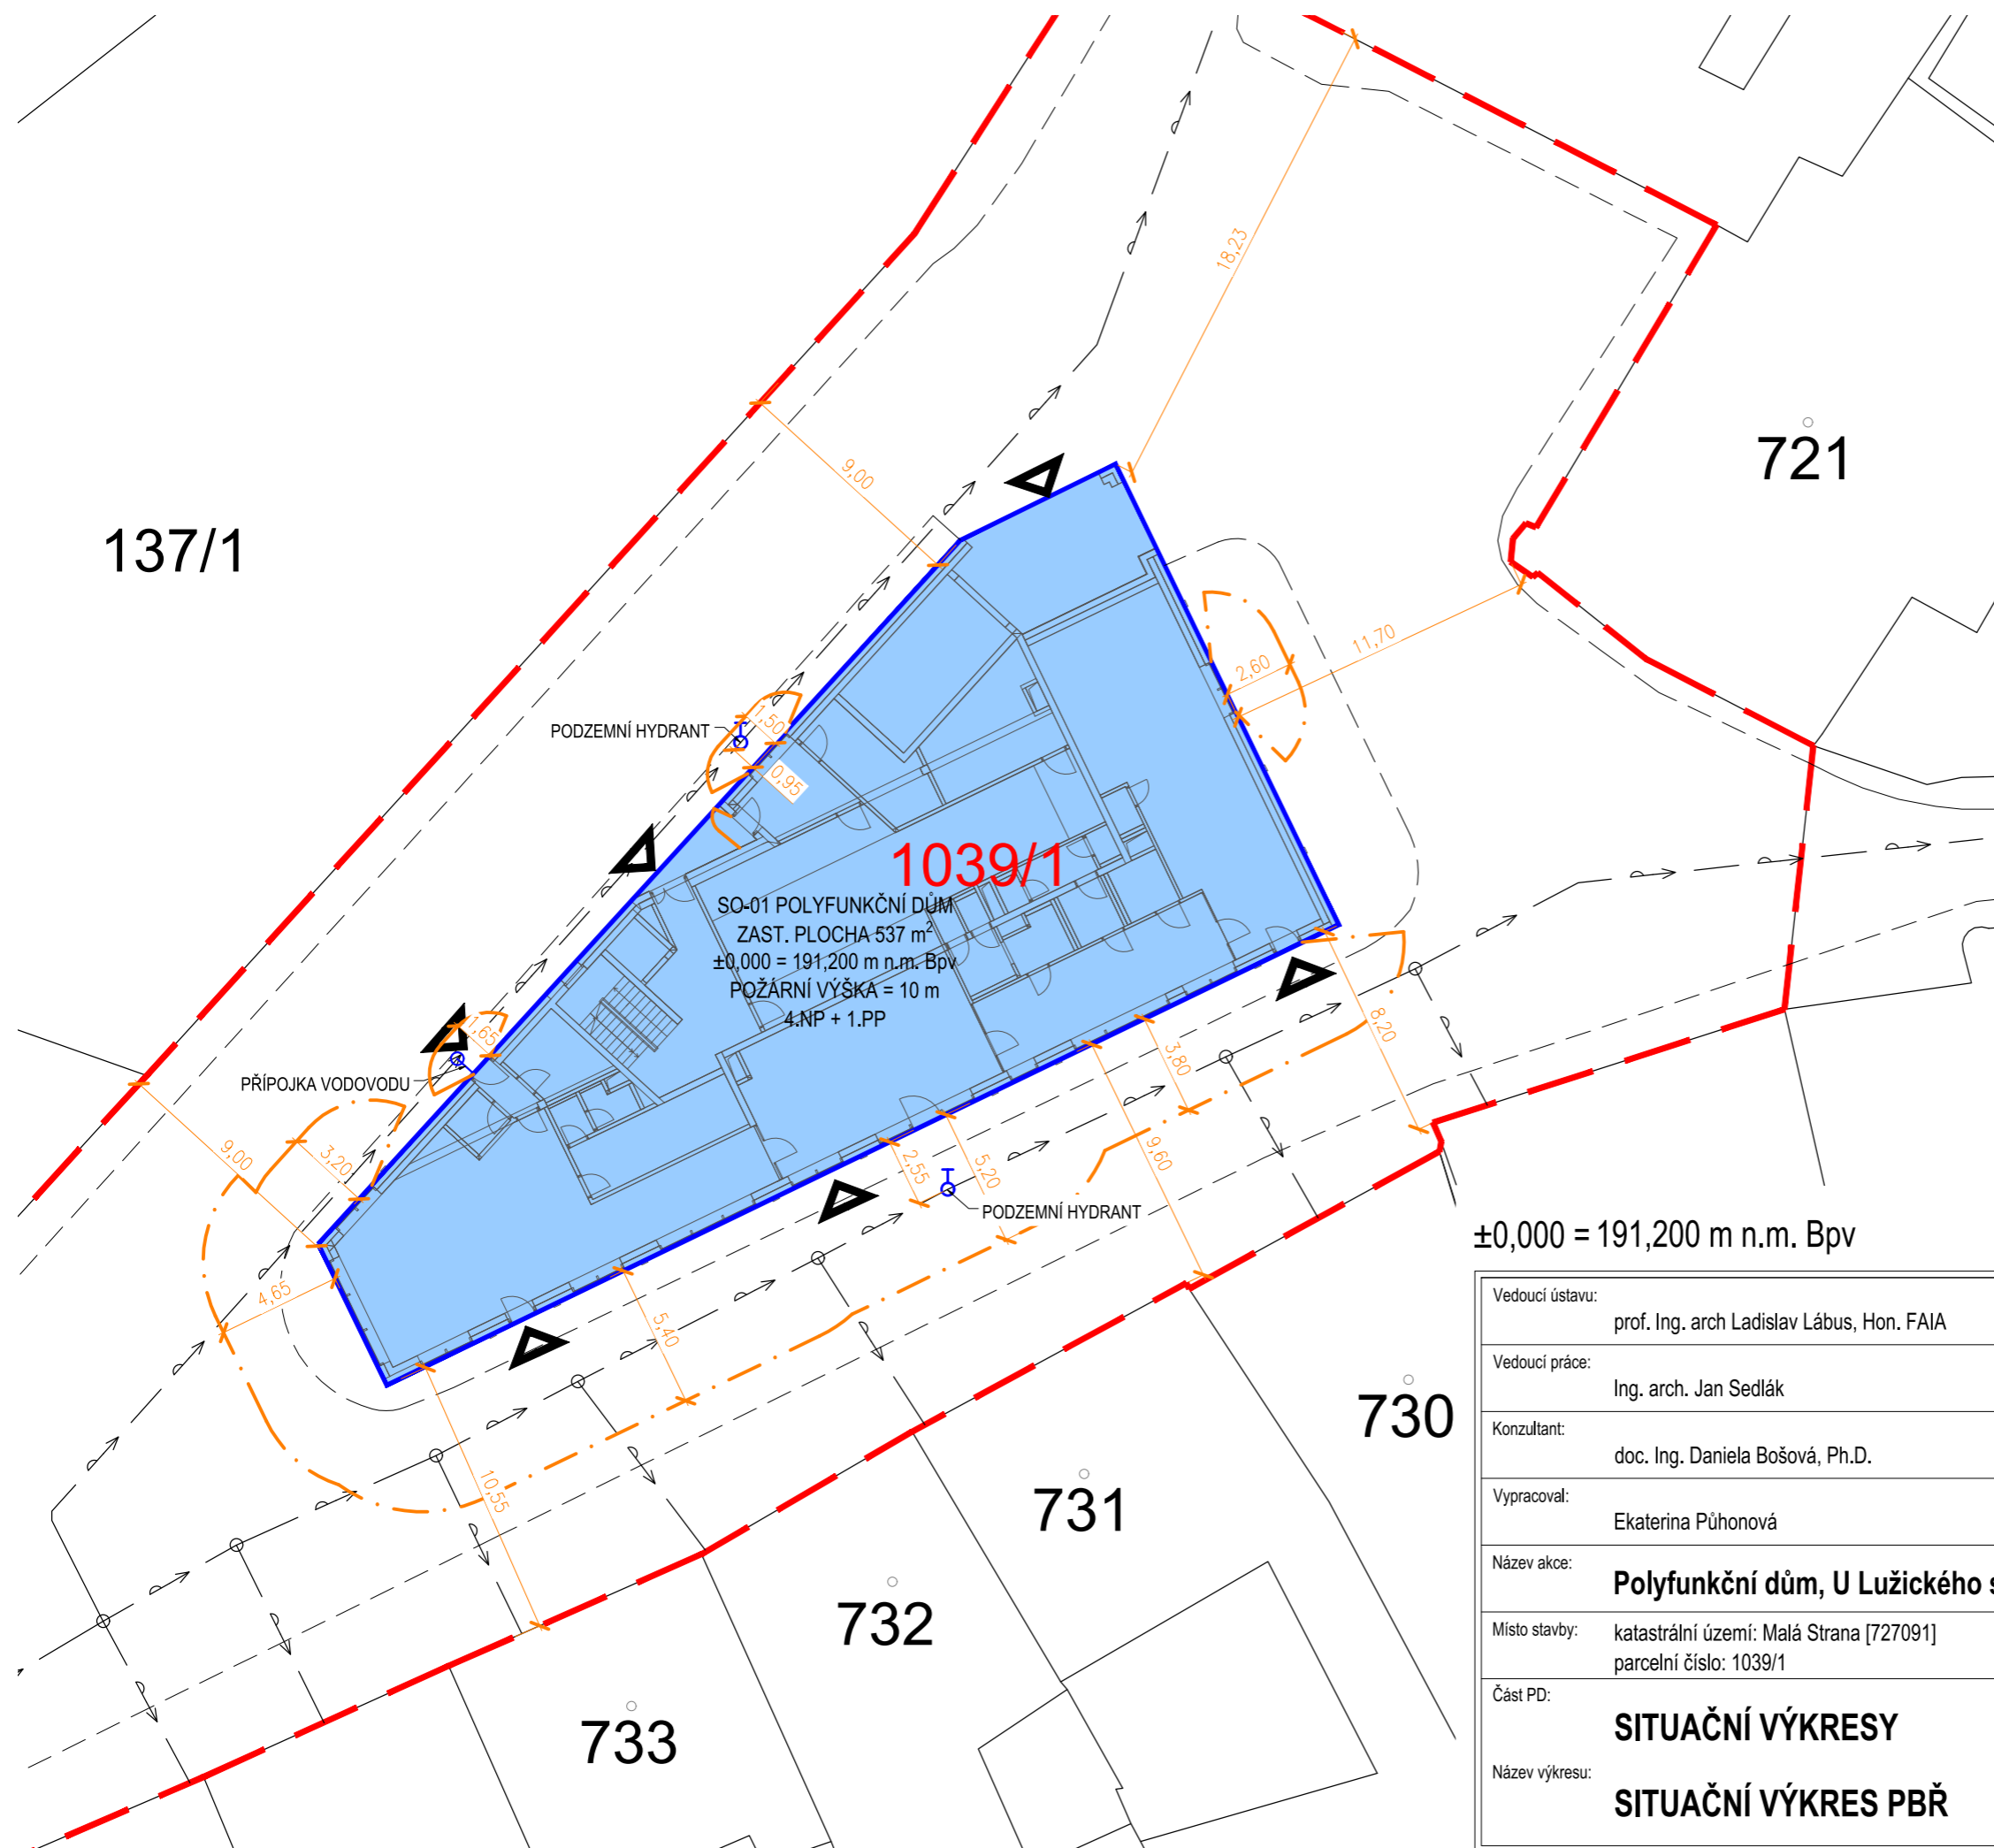 18,23
721
9,00
137/1
11,70
2,60
1,50
PODZEMNÍ HYDRANT
0,95
1039/1
SO-01 POLYFUNKČNÍ DŮM
ZAST. PLOCHA 537 m²
±0,000 = 191,200 m n.m. Bpv
POŽÁRNÍ VÝŠKA = 10 m
4.NP + 1.PP
1,65
8,20
3,80
PŘÍPOJKA VODOVODU
9,00
3,20
2,55
5,20
9,60
PODZEMNÍ HYDRANT
4,65
5,40
10,55
730
731
732
733
±0,000 = 191,200 m n.m. Bpv
Vedoucí ústavu:
prof. Ing. arch Ladislav Lábus, Hon. FAIA
Vedoucí práce:
Ing. arch. Jan Sedlák
Konzultant:
doc. Ing. Daniela Bošová, Ph.D.
Vypracoval:
Ekaterina Půhonová
Název akce:
Polyfunkční dům, U Lužického s
Místo stavby:
katastrální území: Malá Strana [727091]
parcelní číslo: 1039/1
Část PD:
SITUAČNÍ VÝKRESY
Název výkresu:
SITUAČNÍ VÝKRES PBŘ